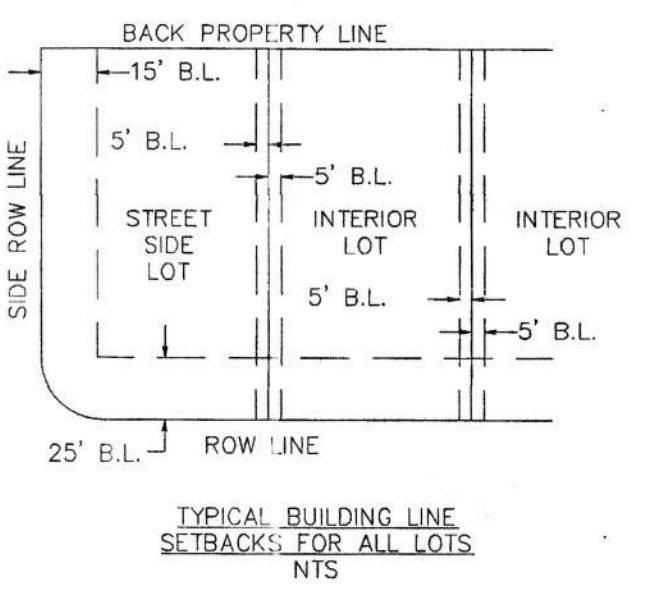 BACK PROPERTY LINE
15' B.L.
5' B.L.
5' B.L.
SIDE ROW LINE
STREET
SIDE
LOT
INTERIOR
LOT
INTERIOR
LOT
5' B.L.
5' B.L.
25' B.L.
ROW LINE
TYPICAL BUILDING LINE
SETBACKS FOR ALL LOTS
NTS